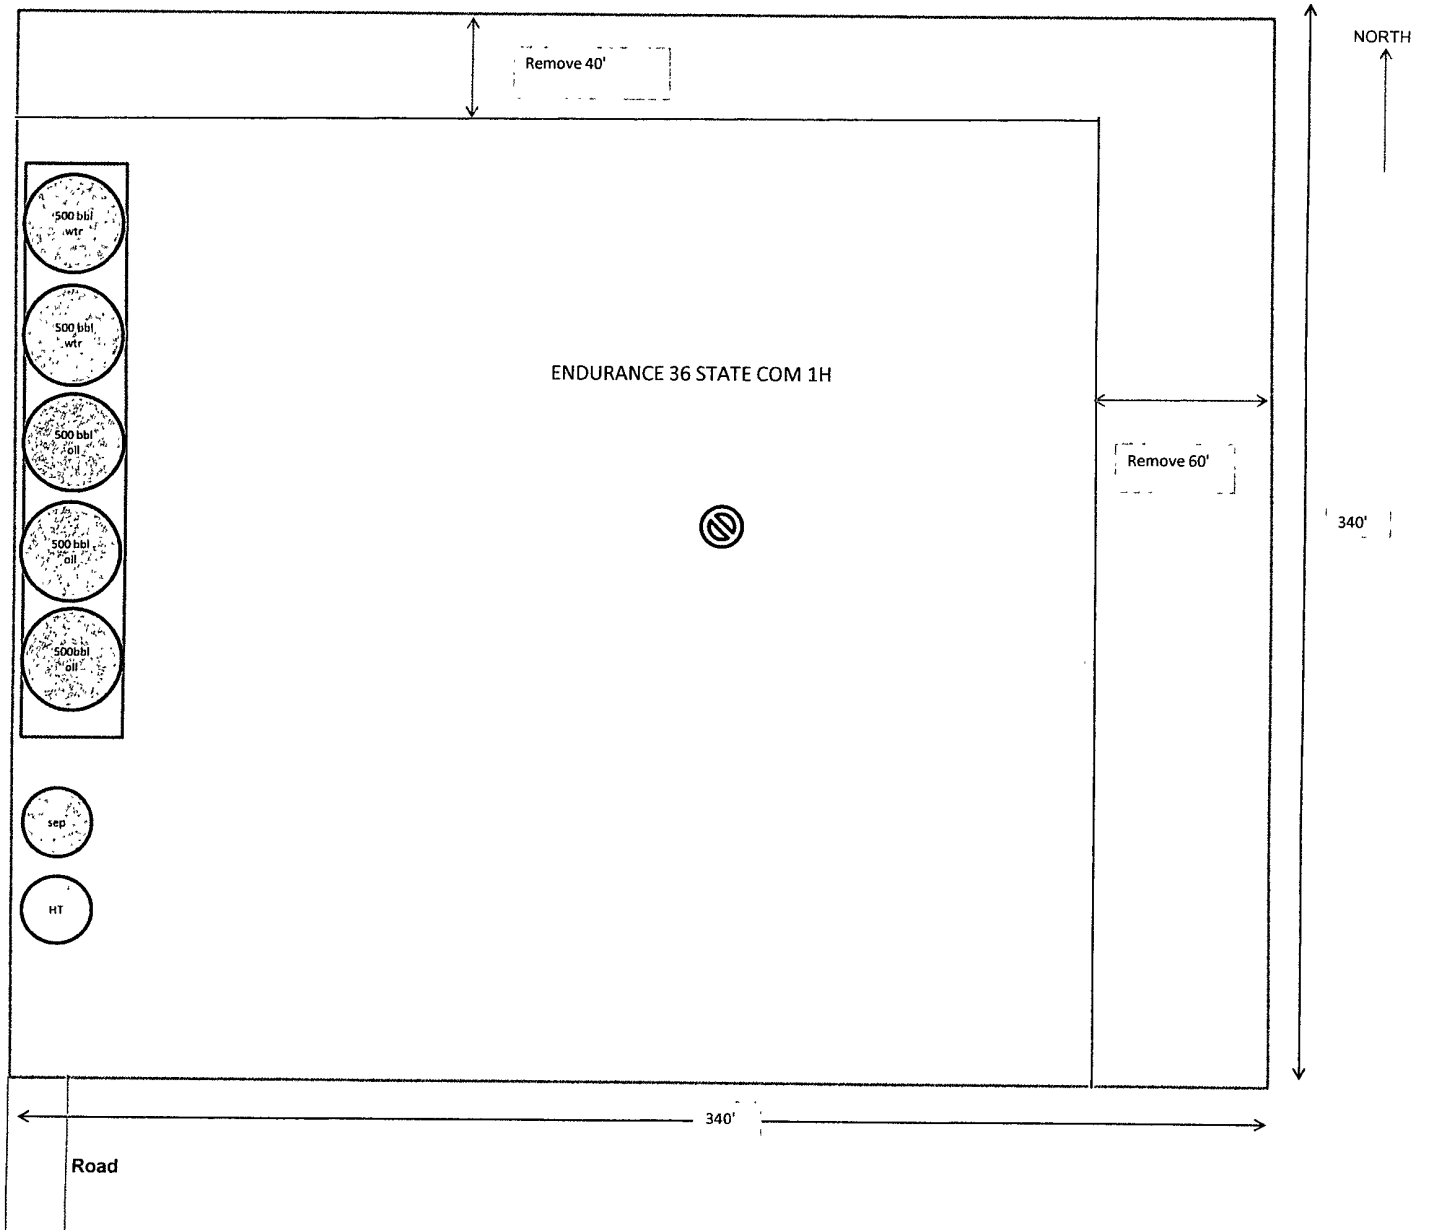 NORTH
Remove 40'
500 bbl
wtr
500 bbl
wtr
ENDURANCE 36 STATE COM 1H
500 bbl
oil
Remove 60'
340'
500 bbl
oil
500bbl
oil
sep
HT
340'
Road